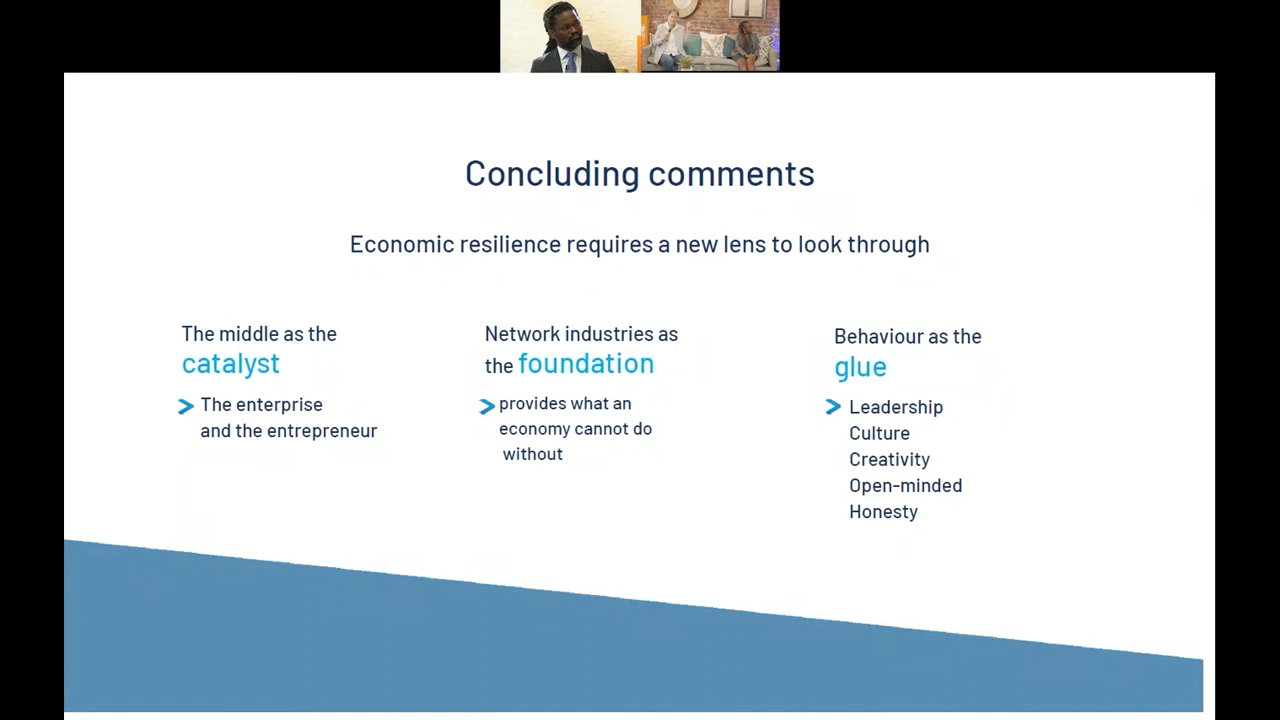 Concluding comments
Economic resilience requires a new lens to look through
The middle as the
catalyst
The enterprise
and the entrepreneur
Network industries as
the foundation
provides what an
economy cannot do
without
Behaviour as the
glue
Leadership
Culture
Creativity
Open-minded
Honesty